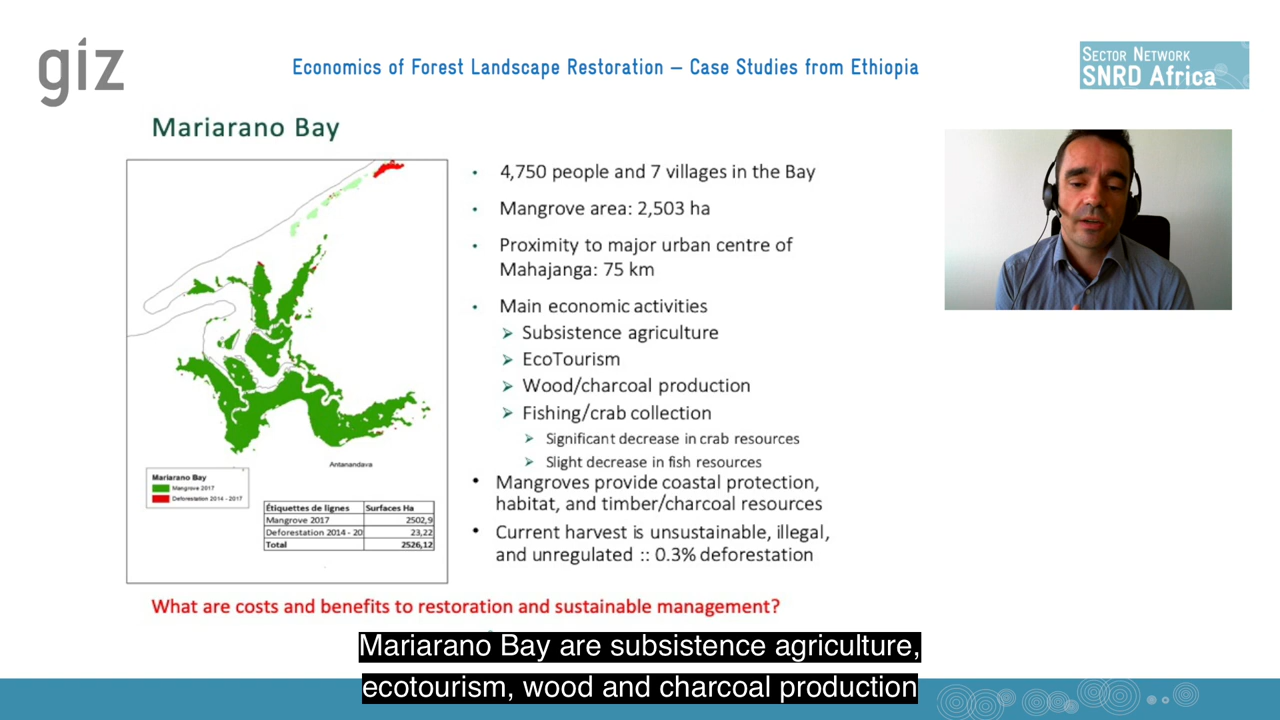 giz
Economics of Forest Landscape Restoration – Case Studies from Ethiopia
Sector Network
SNRD Africa
Mariarano Bay
• 4,750 people and 7 villages in the Bay
• Mangrove area: 2,503 ha
• Proximity to major urban centre of
Mahajanga: 75 km
• Main economic activities
➢ Subsistence agriculture
➢ EcoTourism
➢ Wood/charcoal production
➢ Fishing/crab collection
➢ Significant decrease in crab resources
➢ Slight decrease in fish resources
• Mangroves provide coastal protection,
habitat, and timber/charcoal resources
• Current harvest is unsustainable, illegal,
and unregulated :: 0.3% deforestation
Antanandava
Mariarano Bay
Mangrove 2017
Deforestation 2014 - 2017
Étiquettes de lignes Surfaces Ha
Mangrove 2017 2502,9
Deforestation 2014 - 20 23,22
Total 2526,12
What are costs and benefits to restoration and sustainable management?
Mariarano Bay are subsistence agriculture,
ecotourism, wood and charcoal production